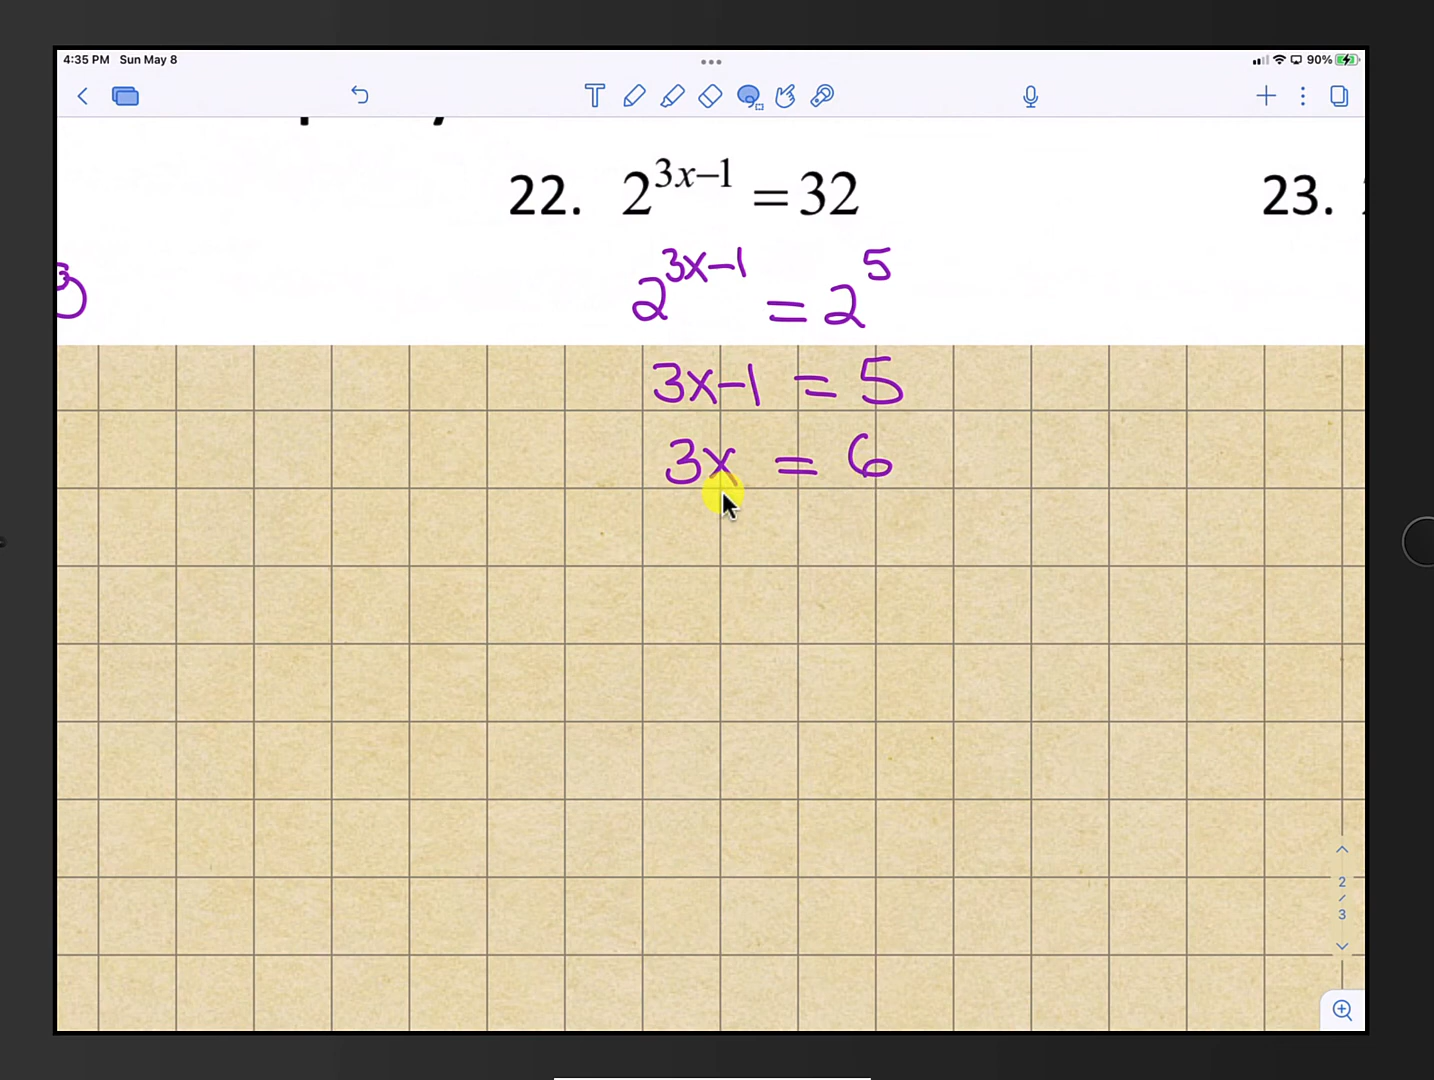 4:35 PM Sun May 8
90%
22. 2^{3x-1} = 32
23.
3
2^{3x-1} = 2^5
3x-1 = 5
3x = 6
2
3